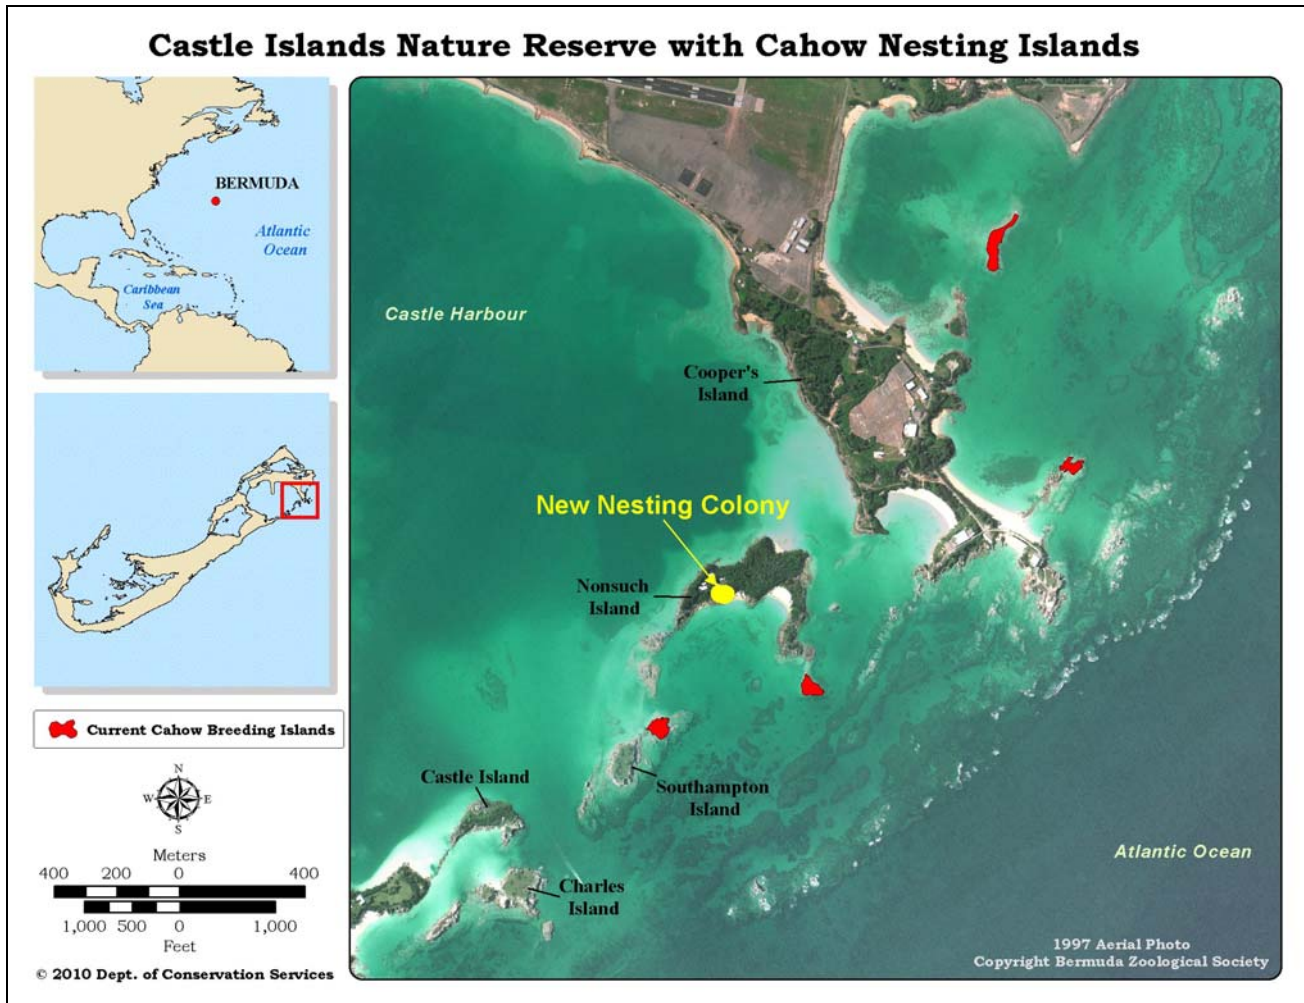 Castle Islands Nature Reserve with Cahow Nesting Islands
BERMUDA
Atlantic
Ocean
Caribbean
Sea
Current Cahow Breeding Islands
N
W
E
S
Meters
400 200 0 400
1,000 500 0 1,000
Feet
© 2010 Dept. of Conservation Services
Castle Harbour
Cooper's
Island
New Nesting Colony
Nonsuch
Island
Castle Island
Southampton
Island
Charles
Island
Atlantic Ocean
1997 Aerial Photo
Copyright Bermuda Zoological Society